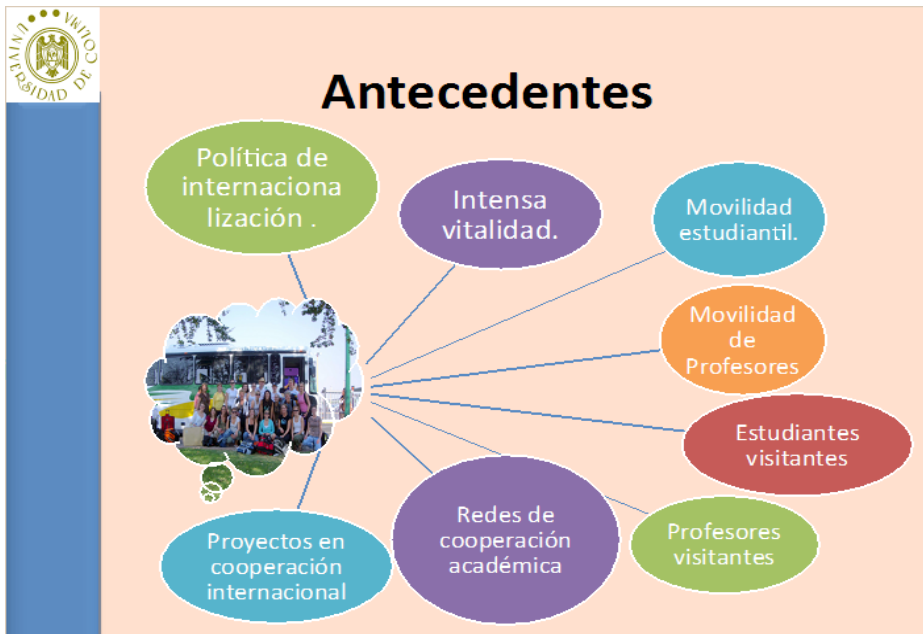 UNIVERSIDAD DE COLIMA
Antecedentes
Política de
internaciona
lización .
Intensa
vitalidad.
Movilidad
estudiantil.
Movilidad
de
Profesores
Estudiantes
visitantes
Profesores
visitantes
Redes de
cooperación
académica
Proyectos en
cooperación
internacional